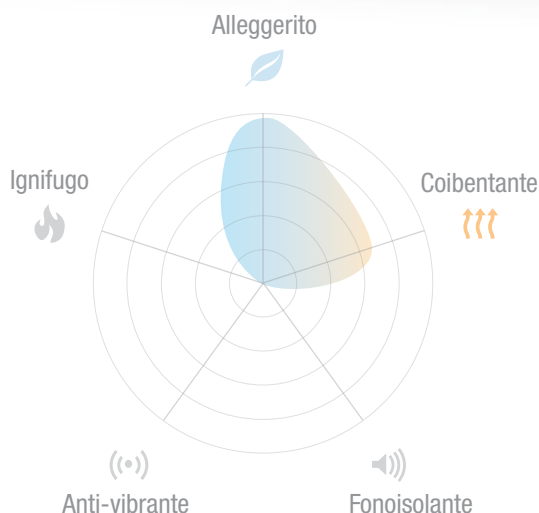 Alleggerito
Ignifugo
Coibentante
Anti-vibrante
Fonoisolante